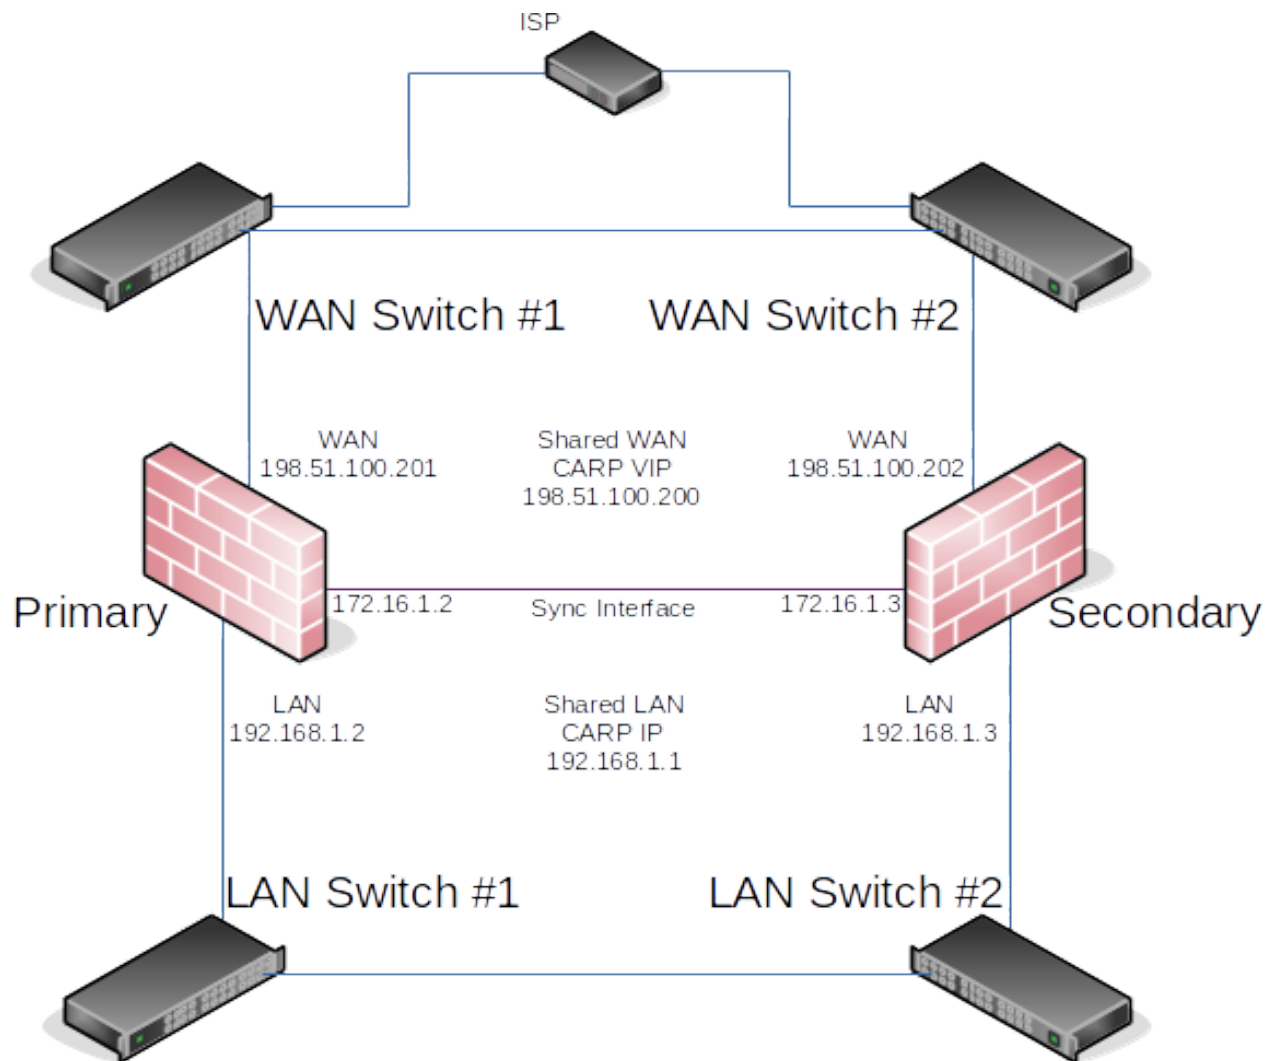 ISP
WAN Switch #1
WAN Switch #2
WAN
198.51.100.201
Shared WAN
CARP VIP
198.51.100.200
WAN
198.51.100.202
Primary
172.16.1.2
Sync Interface
172.16.1.3
Secondary
LAN
192.168.1.2
Shared LAN
CARP IP
192.168.1.1
LAN
192.168.1.3
LAN Switch #1
LAN Switch #2